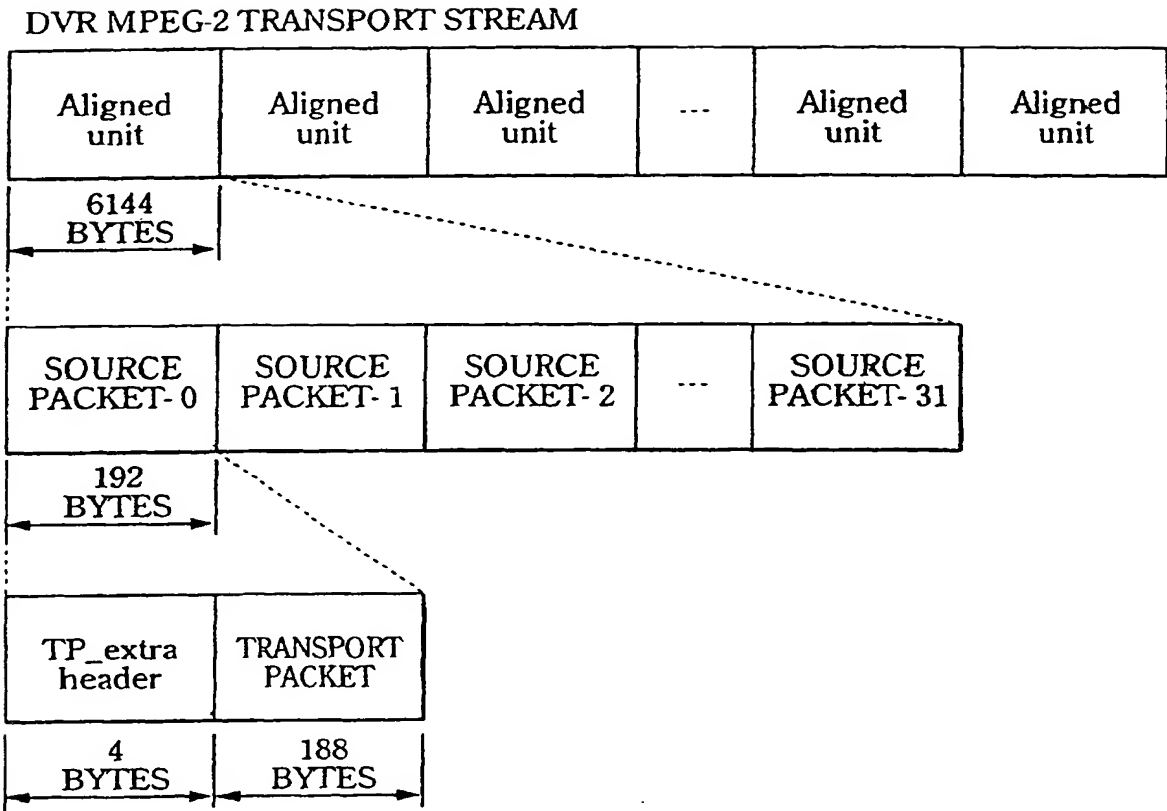 DVR MPEG-2 TRANSPORT STREAM
Aligned unit
Aligned unit
Aligned unit
---
Aligned unit
Aligned unit
6144 BYTES
SOURCE PACKET- 0
SOURCE PACKET- 1
SOURCE PACKET- 2
---
SOURCE PACKET- 31
192 BYTES
TP_extra header
TRANSPORT PACKET
4 BYTES
188 BYTES